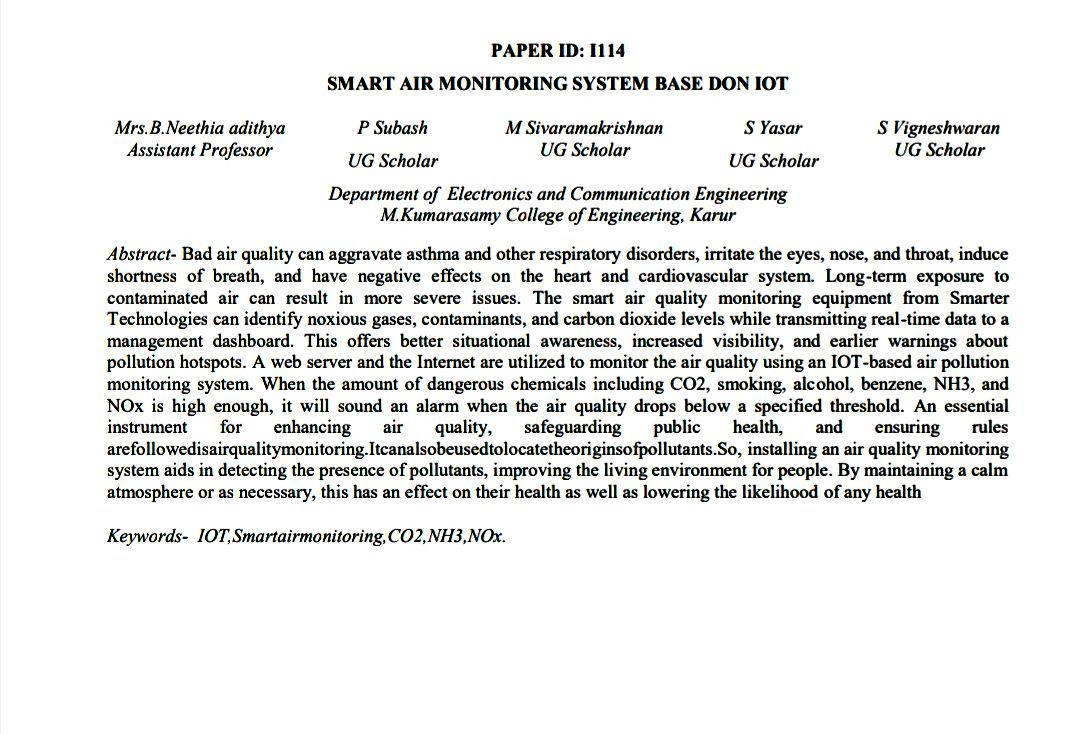 PAPER ID: I114
SMART AIR MONITORING SYSTEM BASE DON IOT
Mrs.B.Neethia adithya P Subash M Sivaramakrishnan S Yasar S Vigneshwaran
Assistant Professor UG Scholar UG Scholar UG Scholar UG Scholar
Department of Electronics and Communication Engineering
M.Kumarasamy College of Engineering, Karur
Abstract- Bad air quality can aggravate asthma and other respiratory disorders, irritate the eyes, nose, and throat, induce
shortness of breath, and have negative effects on the heart and cardiovascular system. Long-term exposure to
contaminated air can result in more severe issues. The smart air quality monitoring equipment from Smarter
Technologies can identify noxious gases, contaminants, and carbon dioxide levels while transmitting real-time data to a
management dashboard. This offers better situational awareness, increased visibility, and earlier warnings about
pollution hotspots. A web server and the Internet are utilized to monitor the air quality using an IOT-based air pollution
monitoring system. When the amount of dangerous chemicals including CO2, smoking, alcohol, benzene, NH3, and
NOx is high enough, it will sound an alarm when the air quality drops below a specified threshold. An essential
instrument for enhancing air quality, safeguarding public health, and ensuring rules
arefollowedisairqualitymonitoring.Itcanalsobeusedtolocatetheoriginsofpollutants.So, installing an air quality monitoring
system aids in detecting the presence of pollutants, improving the living environment for people. By maintaining a calm
atmosphere or as necessary, this has an effect on their health as well as lowering the likelihood of any health
Keywords- IOT,Smartairmonitoring,CO2,NH3,NOx.